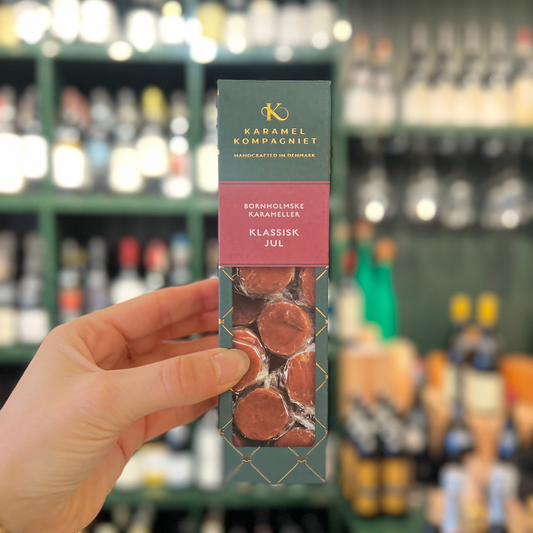 K
KARAMEL
KOMPAGNIET
HANDCRAFTED IN DENMARK
BORNHOLMSKE
KARAMELLER
KLASSISK
JUL